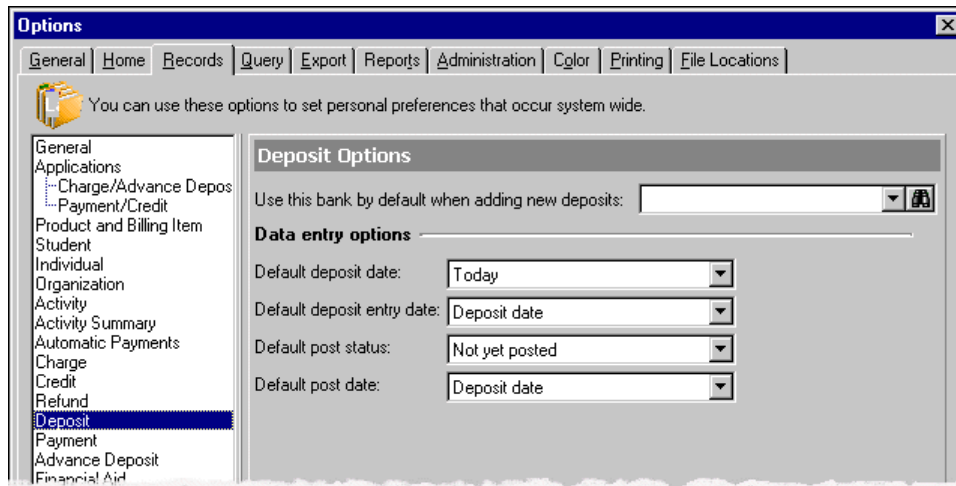 Options
General Home Records Query Export Reports Administration Color Printing File Locations
You can use these options to set personal preferences that occur system wide.
General
Applications
Charge/Advance Depos
Payment/Credit
Product and Billing Item
Student
Individual
Organization
Activity
Activity Summary
Automatic Payments
Charge
Credit
Refund
Deposit
Payment
Advance Deposit
Financial Aid
Deposit Options
Use this bank by default when adding new deposits:
Data entry options
Default deposit date: Today
Default deposit entry date: Deposit date
Default post status: Not yet posted
Default post date: Deposit date